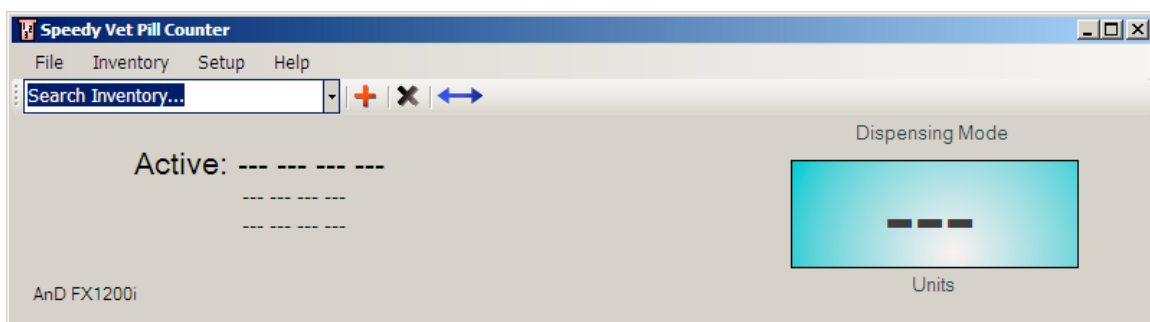 Speedy Vet Pill Counter
File Inventory Setup Help
Search Inventory...
Dispensing Mode
Active: --- --- --- ---
--- --- --- ---
--- --- --- ---
---
Units
AnD FX1200i